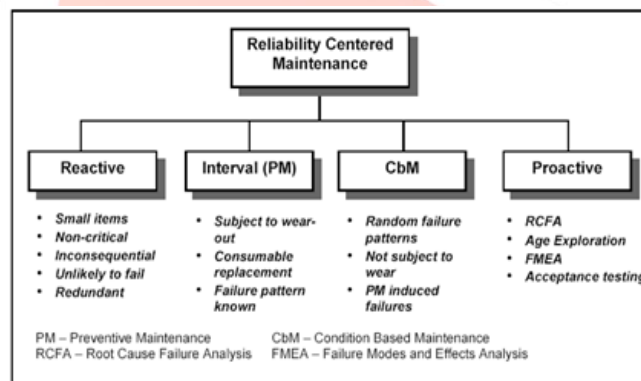 Reliability Centered
Maintenance
Reactive
Interval (PM)
CbM
Proactive
• Small items
• Non-critical
• Inconsequential
• Unlikely to fail
• Redundant
• Subject to wear-
out
• Consumable
replacement
• Failure pattern
known
• Random failure
patterns
• Not subject to
wear
• PM induced
failures
• RCFA
• Age Exploration
• FMEA
• Acceptance testing
PM – Preventive Maintenance
CbM – Condition Based Maintenance
RCFA – Root Cause Failure Analysis
FMEA – Failure Modes and Effects Analysis